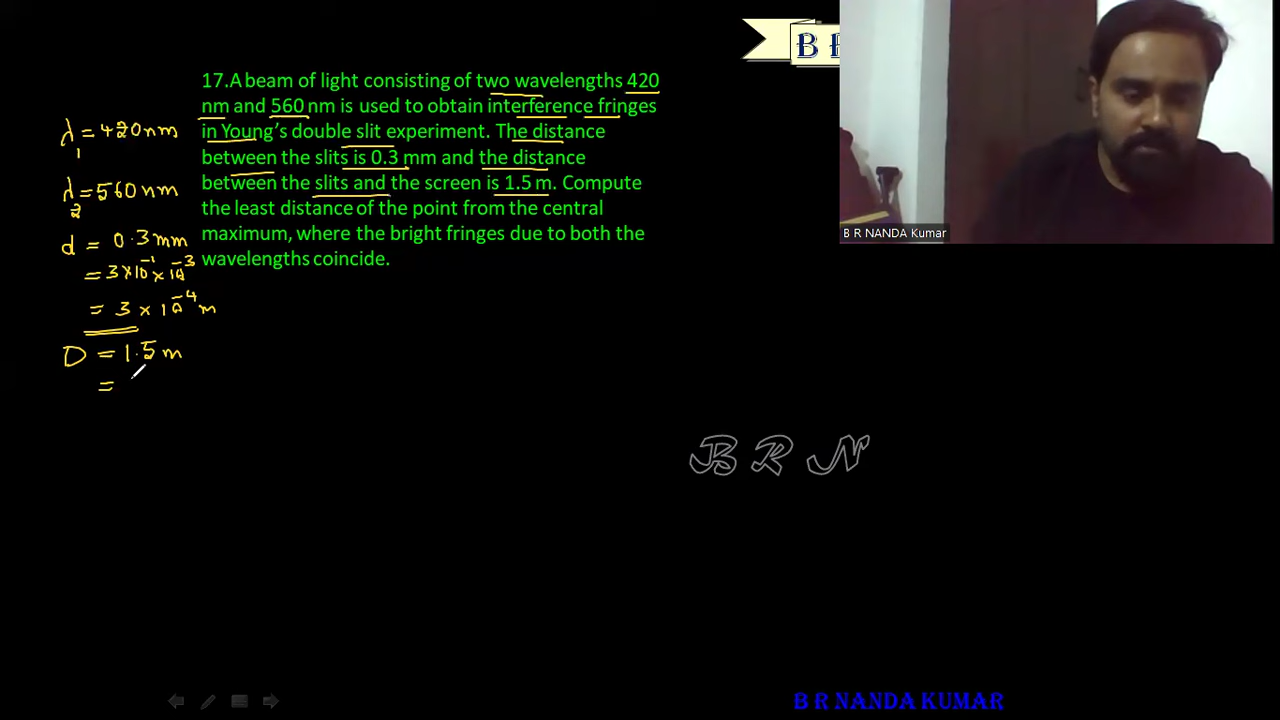 B
17.A beam of light consisting of two wavelengths 420
nm and 560 nm is used to obtain interference fringes
in Young’s double slit experiment. The distance
between the slits is 0.3 mm and the distance
between the slits and the screen is 1.5 m. Compute
the least distance of the point from the central
maximum, where the bright fringes due to both the
wavelengths coincide.
λ₁ = 420 nm
λ₂ = 560 nm
d = 0.3 mm
= 3 × 10⁻¹ × 10⁻³
= 3 × 10⁻⁴ m
D = 1.5 m
=
B R NANDA Kumar
B R N
B R NANDA KUMAR